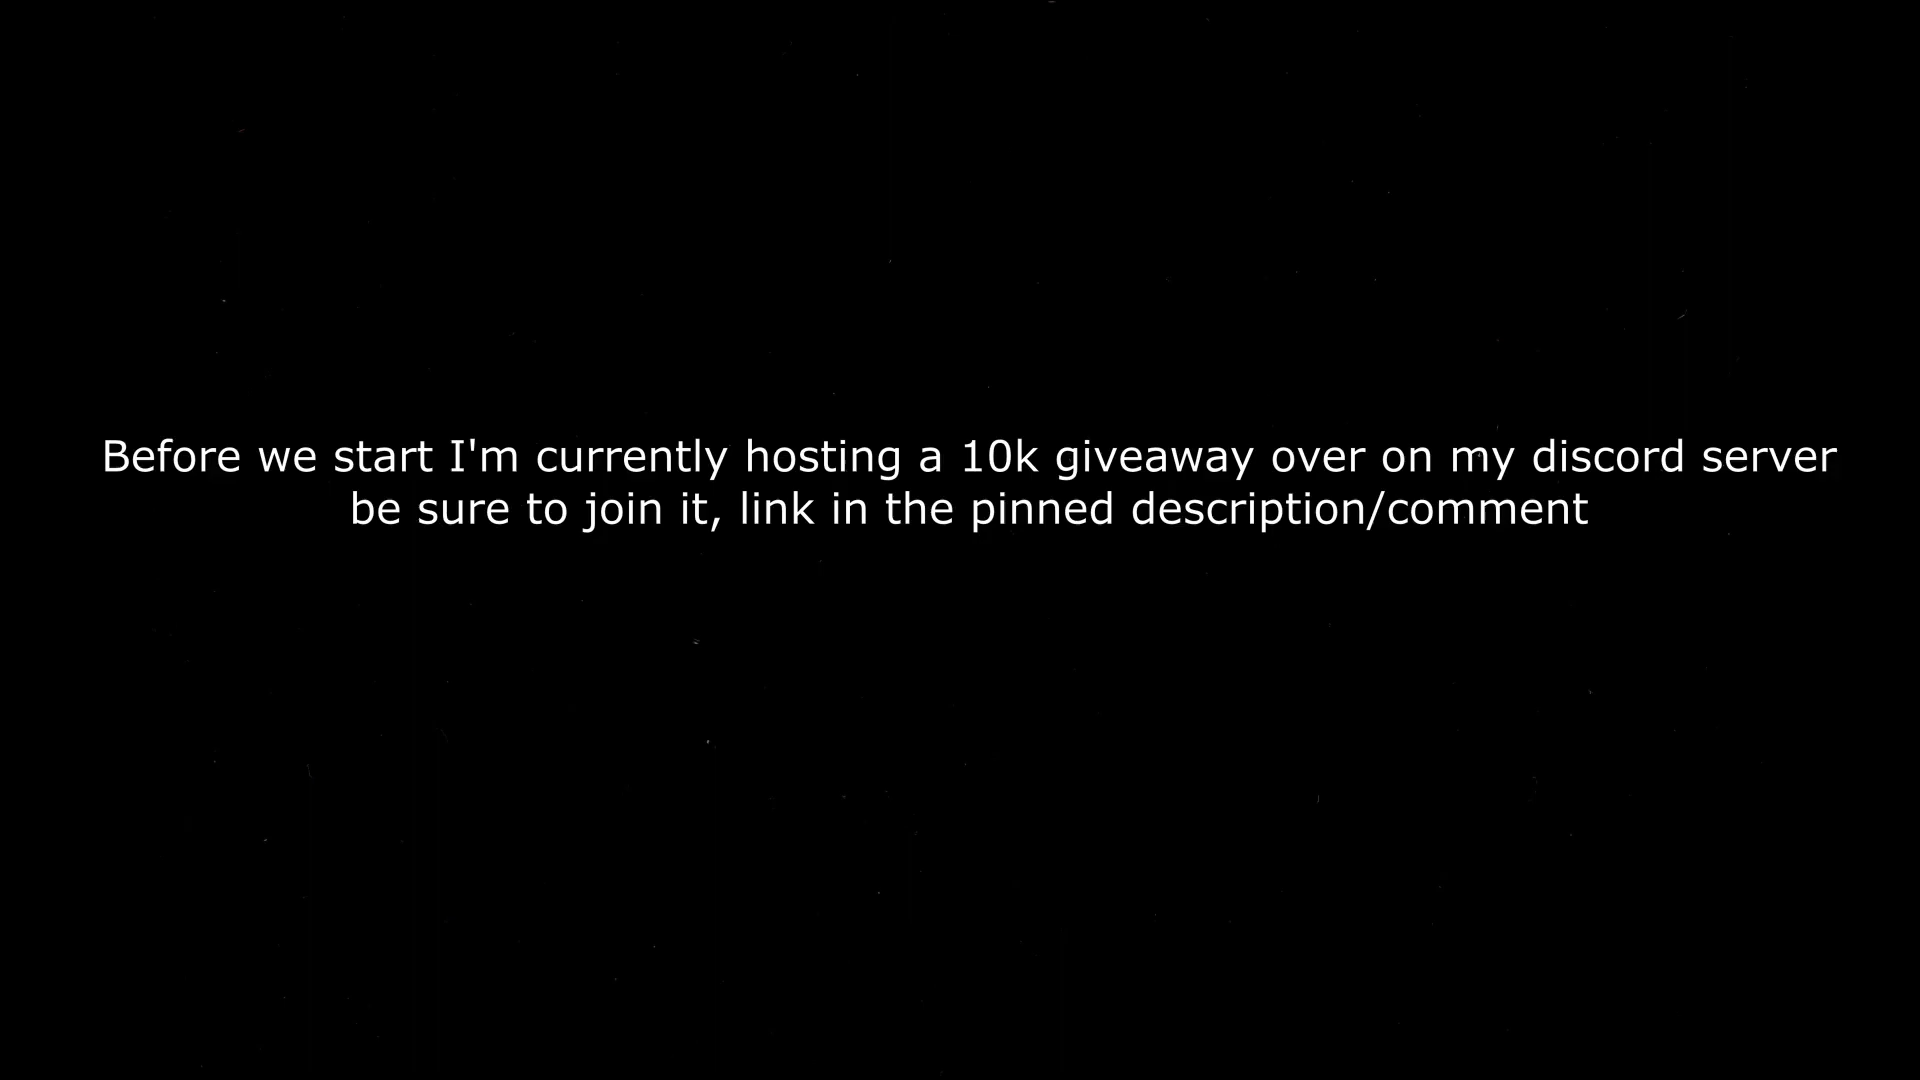 Before we start I'm currently hosting a 10k giveaway over on my discord server
be sure to join it, link in the pinned description/comment